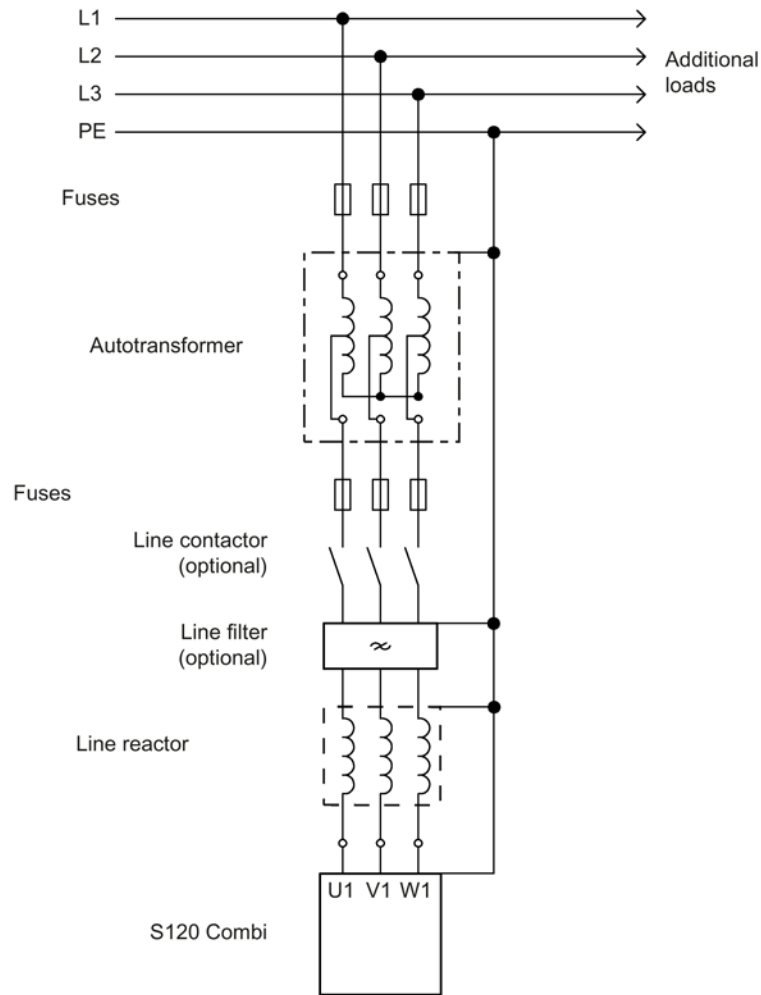 L1
L2
L3
PE
Additional
loads
Fuses
Autotransformer
Fuses
Line contactor
(optional)
Line filter
(optional)
Line reactor
U1 V1 W1
S120 Combi